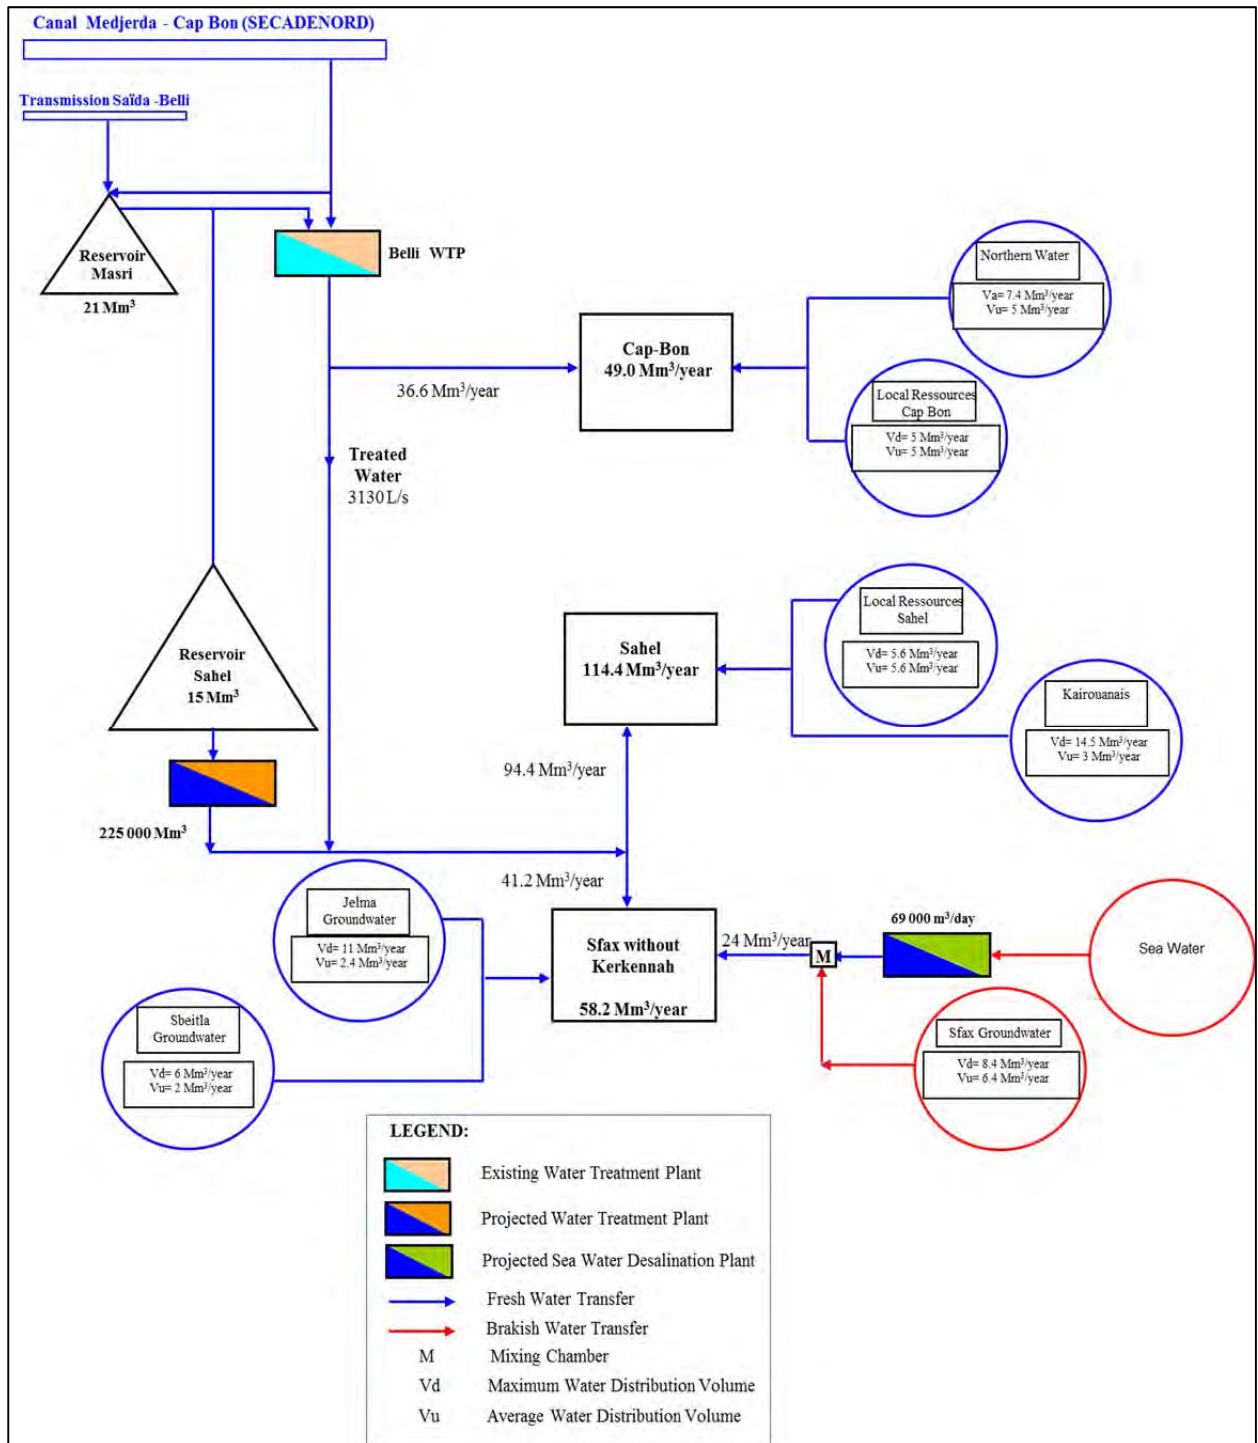 Canal Medjerda - Cap Bon (SECADENORD)
Transmission Saïda -Belli
Reservoir
Masri
21 Mm³
Belli WTP
Northern Water
Va= 7.4 Mm³/year
Vu= 5 Mm³/year
Cap-Bon
49.0 Mm³/year
36.6 Mm³/year
Local Ressources
Cap Bon
Vd= 5 Mm³/year
Vu= 5 Mm³/year
Treated
Water
3130 L/s
Reservoir
Sahel
15 Mm³
Sahel
114.4 Mm³/year
Local Ressources
Sahel
Vd= 5.6 Mm³/year
Vu= 5.6 Mm³/year
Kairouanais
Vd= 14.5 Mm³/year
Vu= 3 Mm³/year
94.4 Mm³/year
225 000 Mm³
41.2 Mm³/year
Jelma
Groundwater
Vd= 11 Mm³/year
Vu= 2.4 Mm³/year
Sfax without
Kerkennah
58.2 Mm³/year
24 Mm³/year
M
69 000 m³/day
Sea Water
Sbeitla
Groundwater
Vd= 6 Mm³/year
Vu= 2 Mm³/year
Sfax Groundwater
Vd= 8.4 Mm³/year
Vu= 6.4 Mm³/year
LEGEND:
Existing Water Treatment Plant
Projected Water Treatment Plant
Projected Sea Water Desalination Plant
Fresh Water Transfer
Brakish Water Transfer
M Mixing Chamber
Vd Maximum Water Distribution Volume
Vu Average Water Distribution Volume